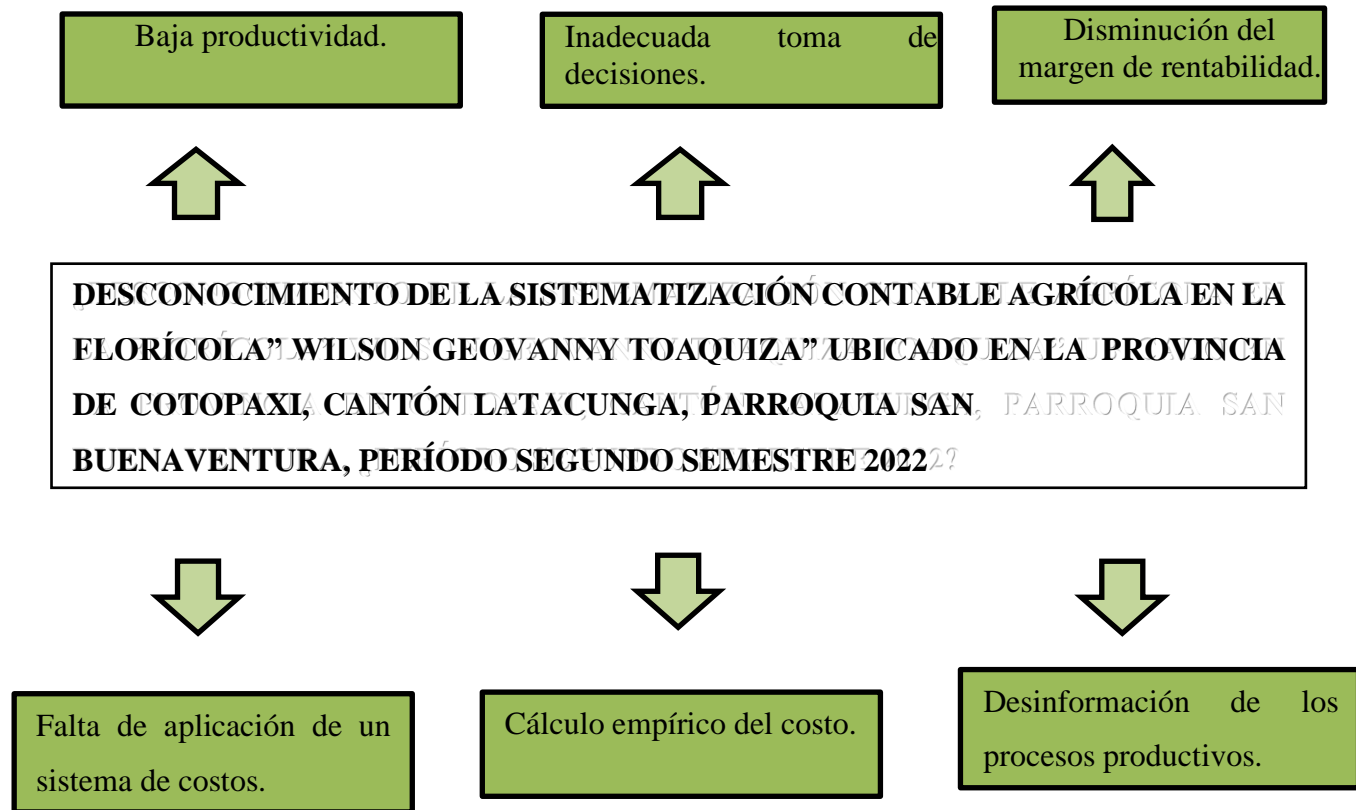 Baja productividad.
Inadecuada toma de
decisiones.
Disminución del
margen de rentabilidad.
DESCONOCIMIENTO DE LA SISTEMATIZACIÓN CONTABLE AGRÍCOLA EN LA
FLORÍCOLA” WILSON GEOVANNY TOAQUIZA” UBICADO EN LA PROVINCIA
DE COTOPAXI, CANTÓN LATACUNGA, PARROQUIA SAN, PARROQUIA SAN
BUENAVENTURA, PERÍODO SEGUNDO SEMESTRE 2022
Falta de aplicación de un
sistema de costos.
Cálculo empírico del costo.
Desinformación de los
procesos productivos.